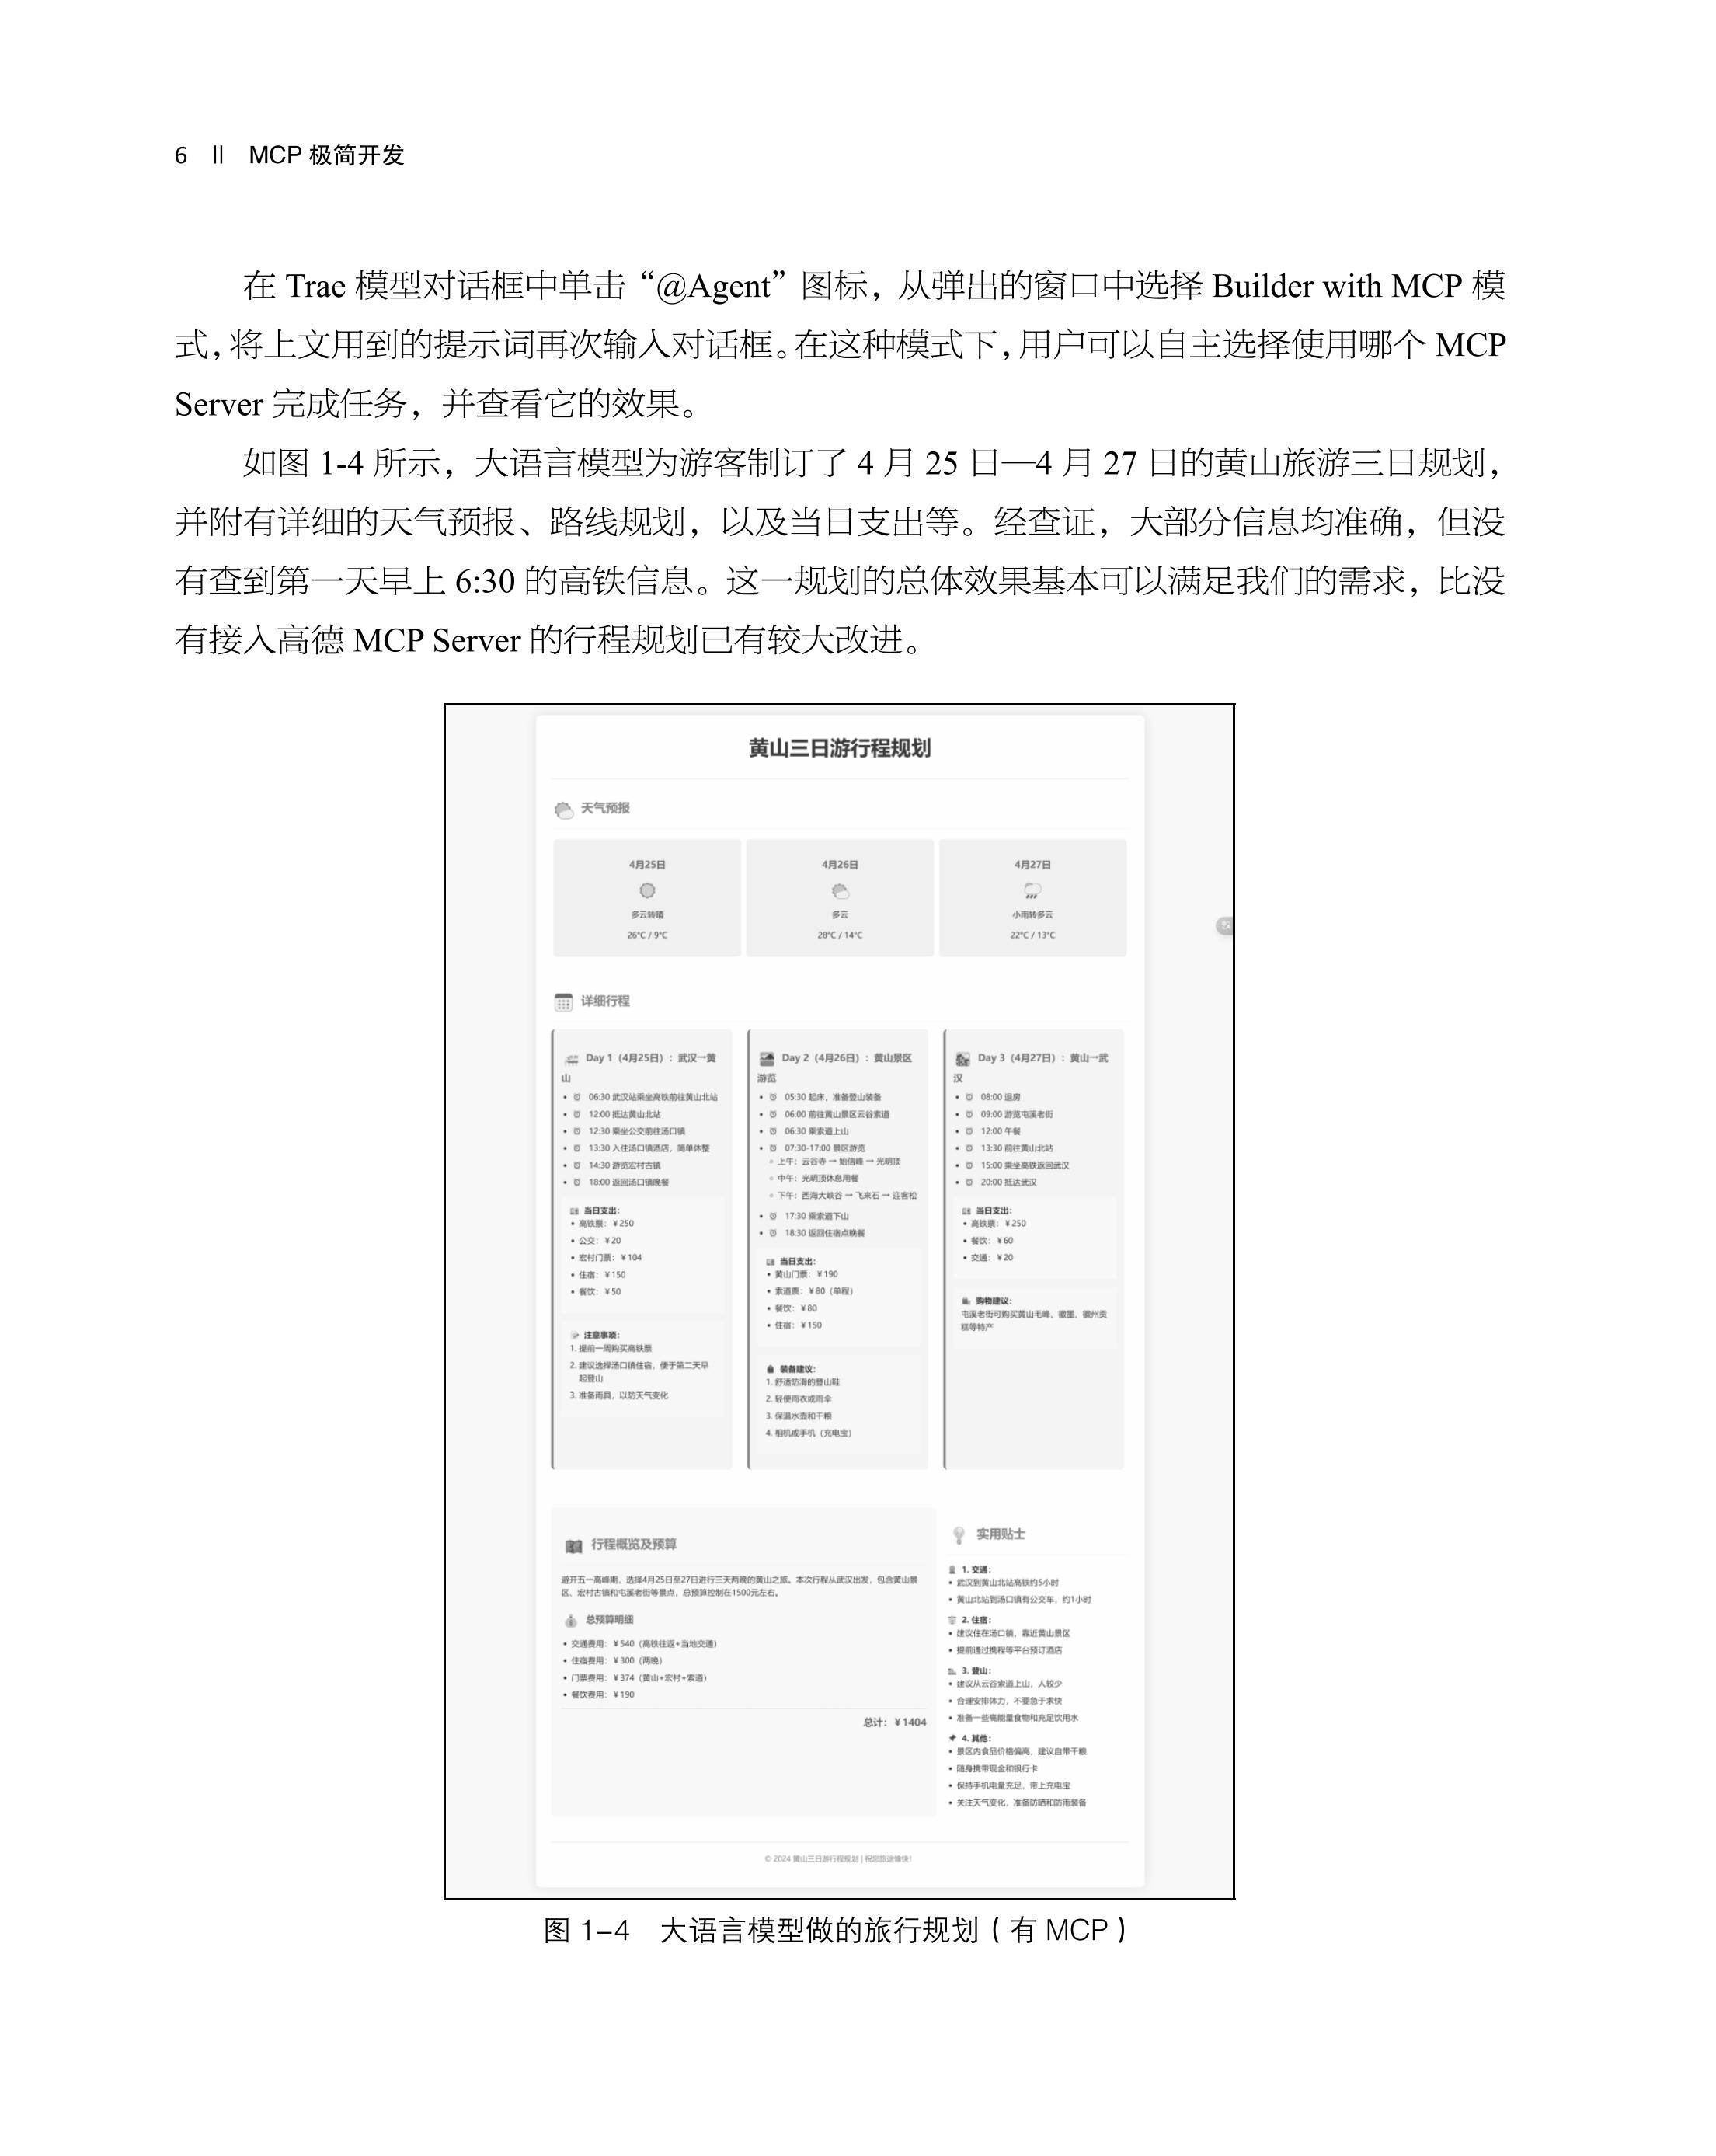 6 || MCP 极简开发
在 Trae 模型对话框中单击“@Agent”图标，从弹出的窗口中选择 Builder with MCP 模
式，将上文用到的提示词再次输入对话框。在这种模式下，用户可以自主选择使用哪个 MCP
Server 完成任务，并查看它的效果。
如图 1-4 所示，大语言模型为游客制订了 4 月 25 日—4 月 27 日的黄山旅游三日规划，
并附有详细的天气预报、路线规划，以及当日支出等。经查证，大部分信息均准确，但没
有查到第一天早上 6:30 的高铁信息。这一规划的总体效果基本可以满足我们的需求，比没
有接入高德 MCP Server 的行程规划已有较大改进。
黄山三日游行程规划
天气预报
4月25日
多云转晴
26°C / 9°C
4月26日
多云
28°C / 14°C
4月27日
小雨转多云
22°C / 13°C
详细行程
Day 1（4月25日）：武汉→黄
山
• 06:30 武汉站乘坐高铁前往黄山北站
• 12:00 抵达黄山北站
• 12:30 乘坐公交前往汤口镇
• 13:30 入住汤口镇酒店，简单休整
• 14:30 游览宏村古镇
• 18:00 返回汤口镇晚餐
当日支出：
• 高铁票：¥250
• 公交：¥20
• 宏村门票：¥104
• 住宿：¥150
• 餐饮：¥50
注意事项：
1. 提前一周购买高铁票
2. 建议选择汤口镇住宿，便于第二天早
起登山
3. 准备雨具，以防天气变化
Day 2（4月26日）：黄山景区
游览
• 05:30 起床，准备登山装备
• 06:00 前往黄山景区云谷索道
• 06:30 乘索道上山
• 07:30-17:00 景区游览
上午：云谷寺 → 始信峰 → 光明顶
中午：光明顶休息用餐
下午：西海大峡谷 → 飞来石 → 迎客松
• 17:30 乘索道下山
• 18:30 返回住宿点晚餐
当日支出：
• 黄山门票：¥190
• 索道票：¥80（单程）
• 餐饮：¥80
• 住宿：¥150
装备建议：
1. 舒适防滑的登山鞋
2. 轻便雨衣或雨伞
3. 保温水壶和干粮
4. 相机或手机（充电宝）
Day 3（4月27日）：黄山→武
汉
• 08:00 退房
• 09:00 游览屯溪老街
• 12:00 午餐
• 13:30 前往黄山北站
• 15:00 乘坐高铁返回武汉
• 20:00 抵达武汉
当日支出：
• 高铁票：¥250
• 餐饮：¥60
• 交通：¥20
购物建议：
屯溪老街可购买黄山毛峰、徽墨、徽州贡
糕等特产
行程概览及预算
避开五一高峰期，选择4月25日至27日进行三天两晚的黄山之旅。本次行程从武汉出发，包含黄山景
区、宏村古镇和屯溪老街等景点，总预算控制在1500元左右。
总预算明细
• 交通费用：¥540（高铁往返+当地交通）
• 住宿费用：¥300（两晚）
• 门票费用：¥374（黄山+宏村+索道）
• 餐饮费用：¥190
总计：¥1404
实用贴士
1. 交通：
• 武汉到黄山北站高铁约5小时
• 黄山北站到汤口镇有公交车，约1小时
2. 住宿：
• 建议住在汤口镇，靠近黄山景区
• 提前通过携程等平台预订酒店
3. 登山：
• 建议从云谷索道上山，人较少
• 合理安排体力，不要急于求快
• 准备一些高能量食物和充足饮用水
4. 其他：
• 景区内食品价格偏高，建议自带干粮
• 随身携带现金和银行卡
• 保持手机电量充足，带上充电宝
• 关注天气变化，准备防晒和防雨装备
© 2024 黄山三日游行程规划 | 祝您旅途愉快！
图 1-4 大语言模型做的旅行规划（有 MCP）